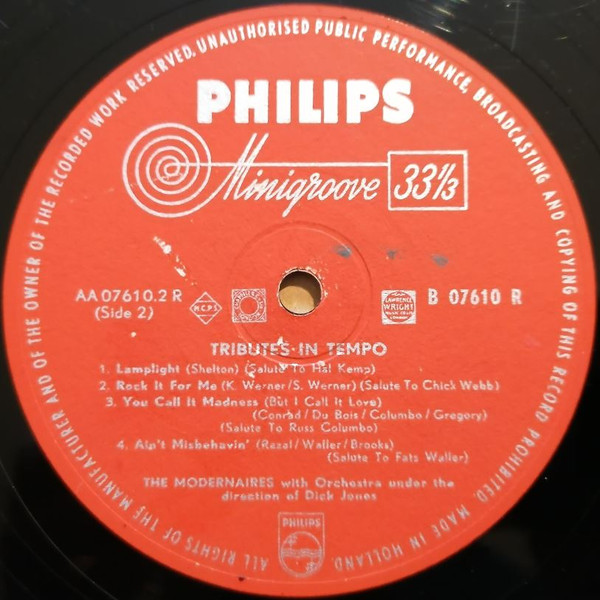 ALL RIGHTS OF THE MANUFACTURER AND OF THE OWNER OF THE RECORDED WORK RESERVED. UNAUTHORISED PUBLIC PERFORMANCE, BROADCASTING AND COPYING OF THIS RECORD PROHIBITED. MADE IN HOLLAND
PHILIPS
Minigroove 33⅓
AA 07610.2 R
(Side 2)
M.C.P.S
LAWRENCE
WRIGHT
B 07610 R
TRIBUTES IN TEMPO
1. Lamplight (Shelton) (Salute To Hal Kemp)
2. Rock It For Me (K. Werner/S. Werner) (Salute To Chick Webb)
3. You Call It Madness (But I Call It Love)
(Conrad/Du Bois/Columbo/Gregory)
(Salute To Russ Columbo)
4. Ain't Misbehavin' (Razal/Waller/Brooks)
(Salute To Fats Waller)
THE MODERNAIRES with Orchestra under the
direction of Dick Jones
PHILIPS